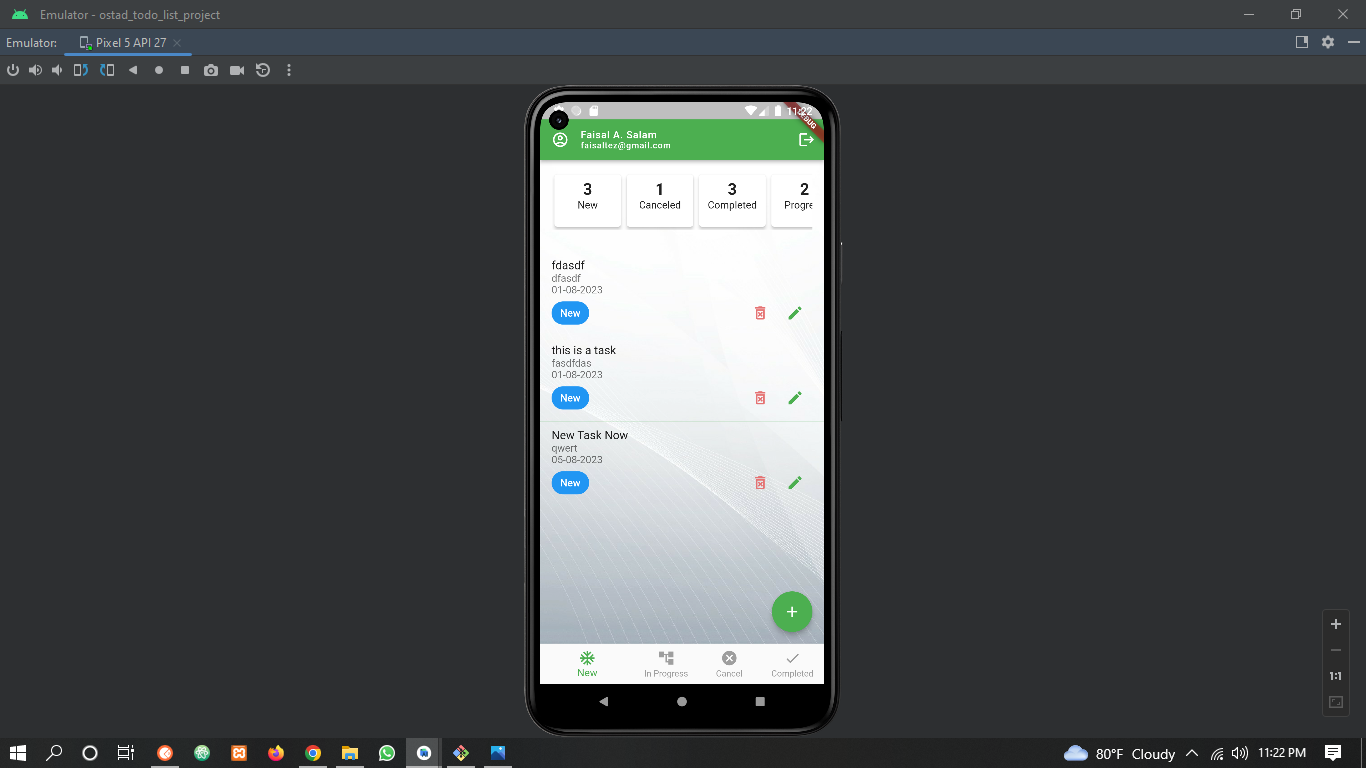 Emulator - ostad_todo_list_project
Emulator: Pixel 5 API 27
11:22
DEBUG
Faisal A. Salam
faisaltez@gmail.com
3 1 3 2
New Canceled Completed Progre
fdasdf
dfasdf
01-08-2023
New
this is a task
fasdfdas
01-08-2023
New
New Task Now
qwert
05-08-2023
New
+
New In Progress Cancel Completed
1:1
80°F Cloudy 11:22 PM